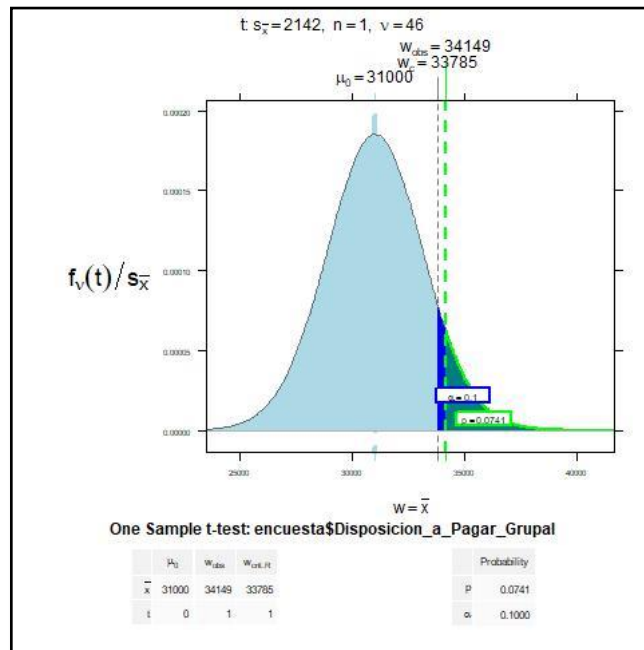 t: s_x̄ = 2142, n = 1, ν = 46
w_obs = 34149
w_c = 33785
μ₀ = 31000
0.00020
0.00015
0.00010
f_ν(t)/s_x̄
0.00005
α = 0.1
p = 0.0741
0.00000
25000 30000 35000 40000
w = x̄
One Sample t-test: encuesta$Disposicion_a_Pagar_Grupal
μ₀ w_obs w_crit.R Probability
x̄ 31000 34149 33785 p 0.0741
t 0 1 1 α 0.1000